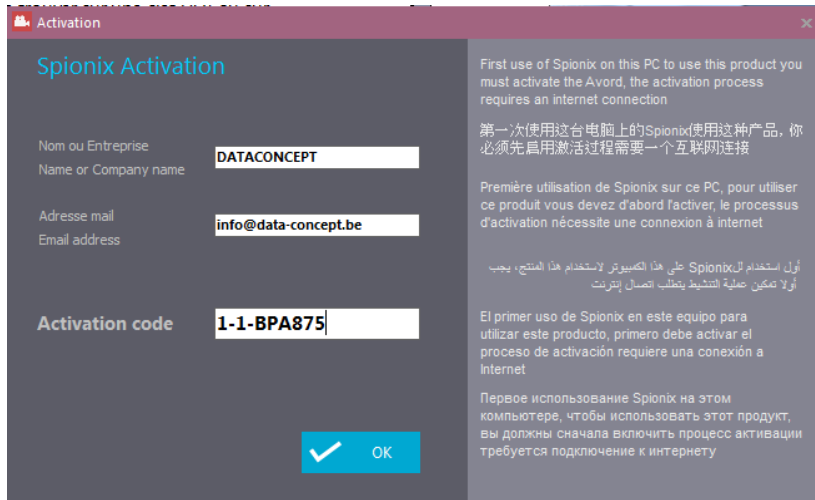 Activation
Spionix Activation
Nom ou Entreprise
Name or Company name
DATACONCEPT
Adresse mail
Email address
info@data-concept.be
Activation code
1-1-BPA875
OK
First use of Spionix on this PC to use this product you
must activate the Avord, the activation process
requires an internet connection
第一次使用这台电脑上的Spionix使用这种产品，你
必须先启用激活过程需要一个互联网连接
Première utilisation de Spionix sur ce PC, pour utiliser
ce produit vous devez d'abord l'activer, le processus
d'activation nécessite une connexion à internet
أول استخدام للSpionix على هذا الكمبيوتر لاستخدام هذا المنتج، يجب
أولا تمكين عملية التنشيط يتطلب اتصال إنترنت
El primer uso de Spionix en este equipo para
utilizar este producto, primero debe activar el
proceso de activación requiere una conexión a
Internet
Первое использование Spionix на этом
компьютере, чтобы использовать этот продукт,
вы должны сначала включить процесс активации
требуется подключение к интернету